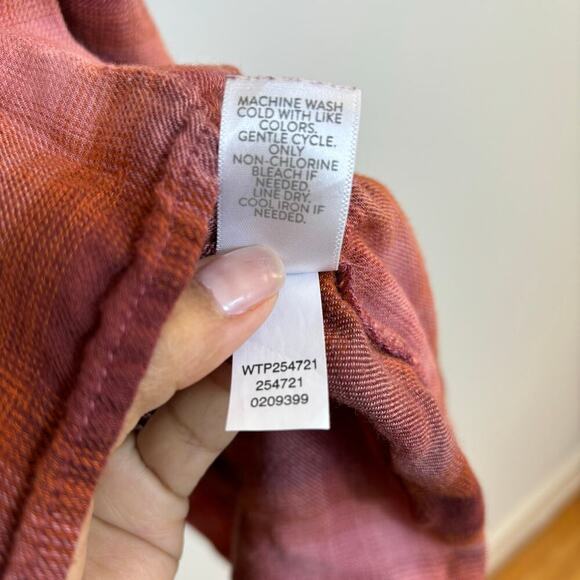 MACHINE WASH
COLD WITH LIKE
COLORS.
GENTLE CYCLE.
ONLY
NON-CHLORINE
BLEACH IF
NEEDED.
LINE DRY.
COOL IRON IF
NEEDED.
WTP254721
254721
0209399